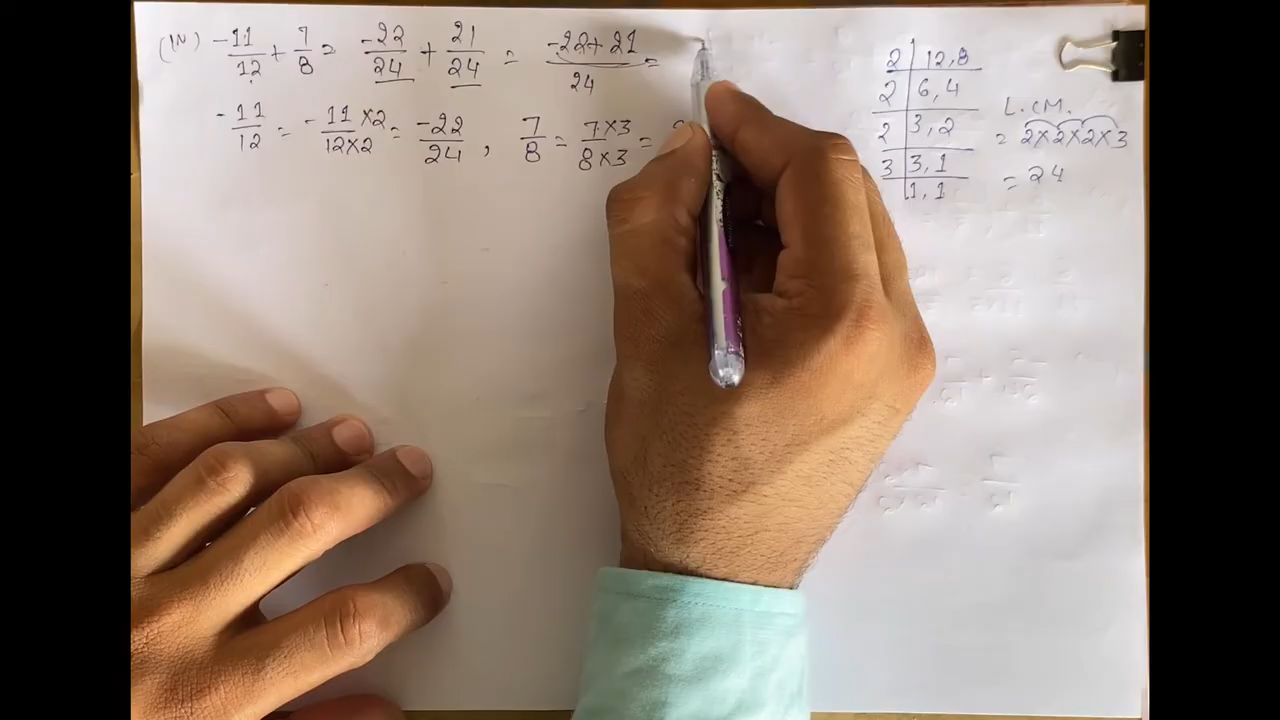 (IV) -11/12 + 7/8 = -22/24 + 21/24 = -22+21/24 =
-11/12 = -11×2/12×2 = -22/24 , 7/8 = 7×3/8×3 =
2 | 12,8
2 | 6,4
2 | 3,2
3 | 3,1
1,1
L.CM.
= 2×2×2×3
= 24